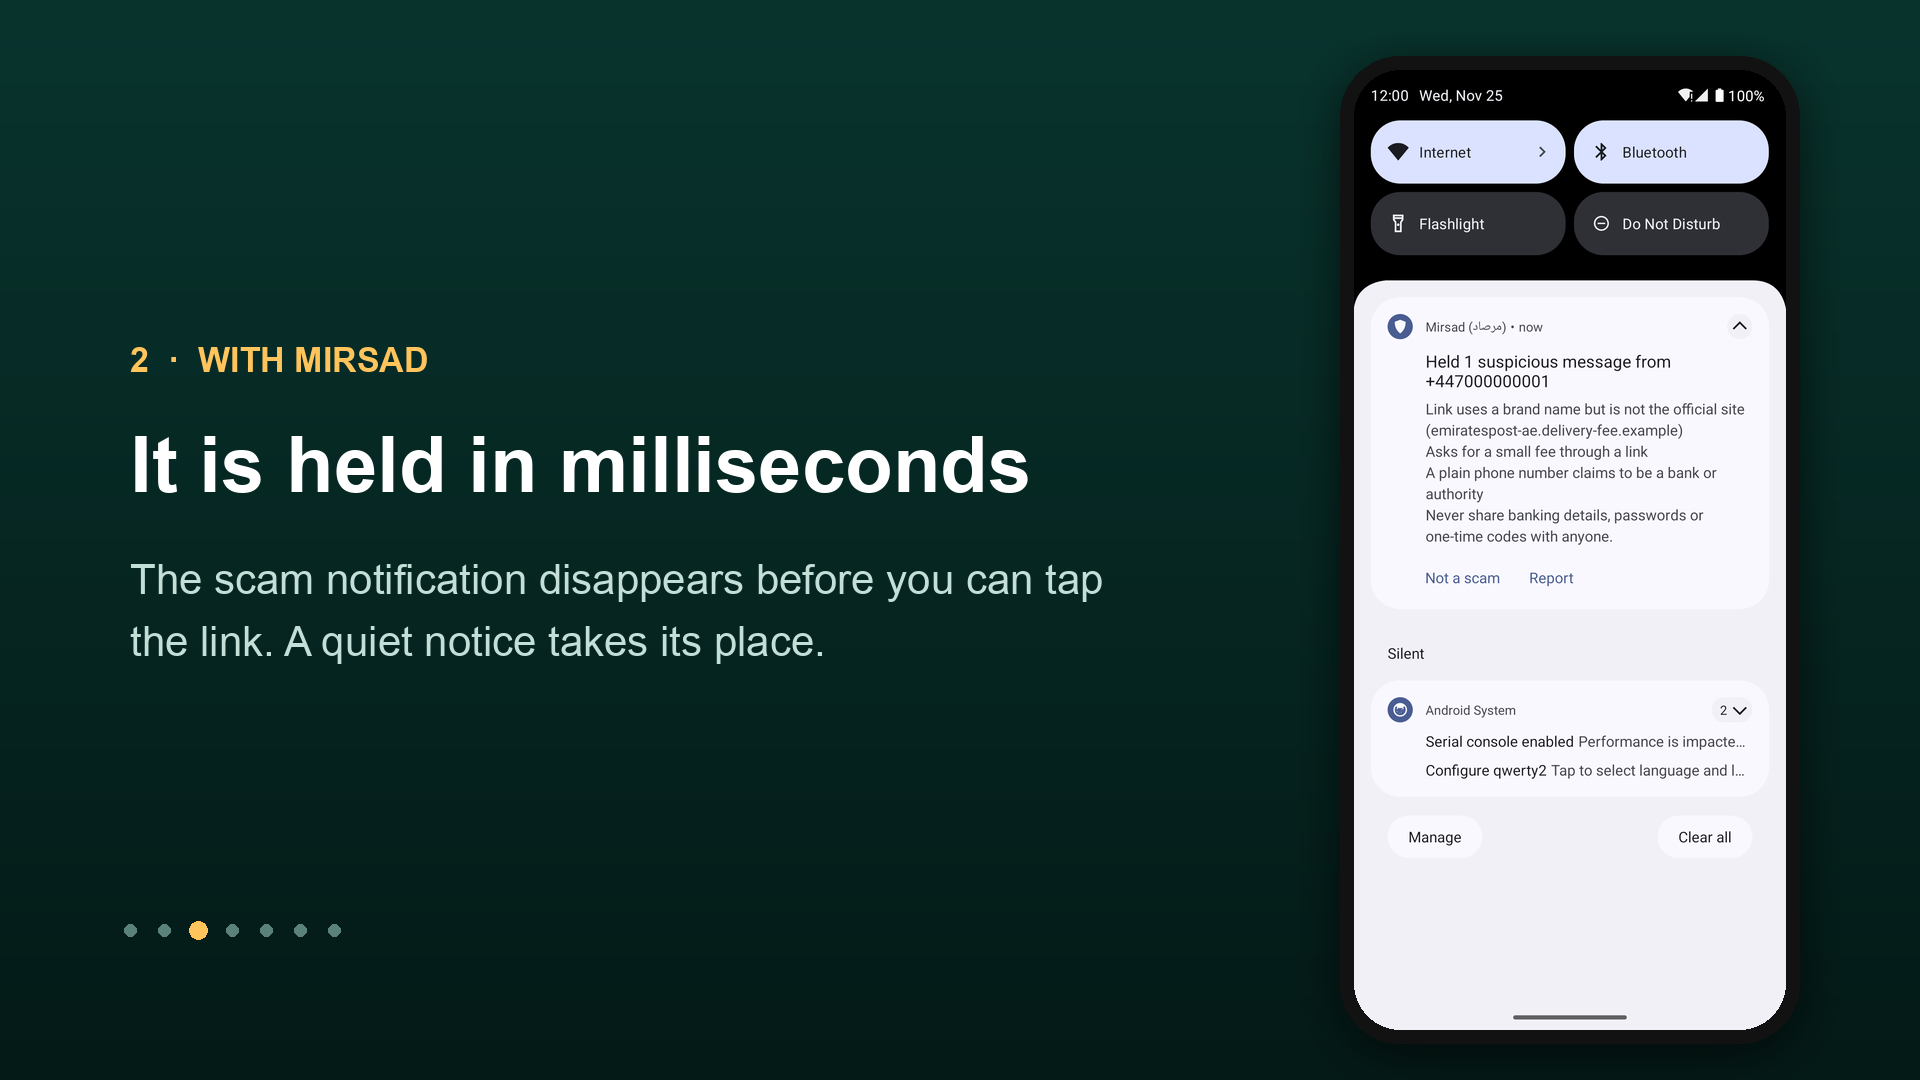 2 · WITH MIRSAD
It is held in milliseconds
The scam notification disappears before you can tap
the link. A quiet notice takes its place.
12:00 Wed, Nov 25
100%
Internet
Bluetooth
Flashlight
Do Not Disturb
Mirsad (مرصاد) • now
Held 1 suspicious message from
+447000000001
Link uses a brand name but is not the official site
(emiratespost-ae.delivery-fee.example)
Asks for a small fee through a link
A plain phone number claims to be a bank or
authority
Never share banking details, passwords or
one-time codes with anyone.
Not a scam Report
Silent
Android System
2
Serial console enabled Performance is impacte...
Configure qwerty2 Tap to select language and l...
Manage
Clear all